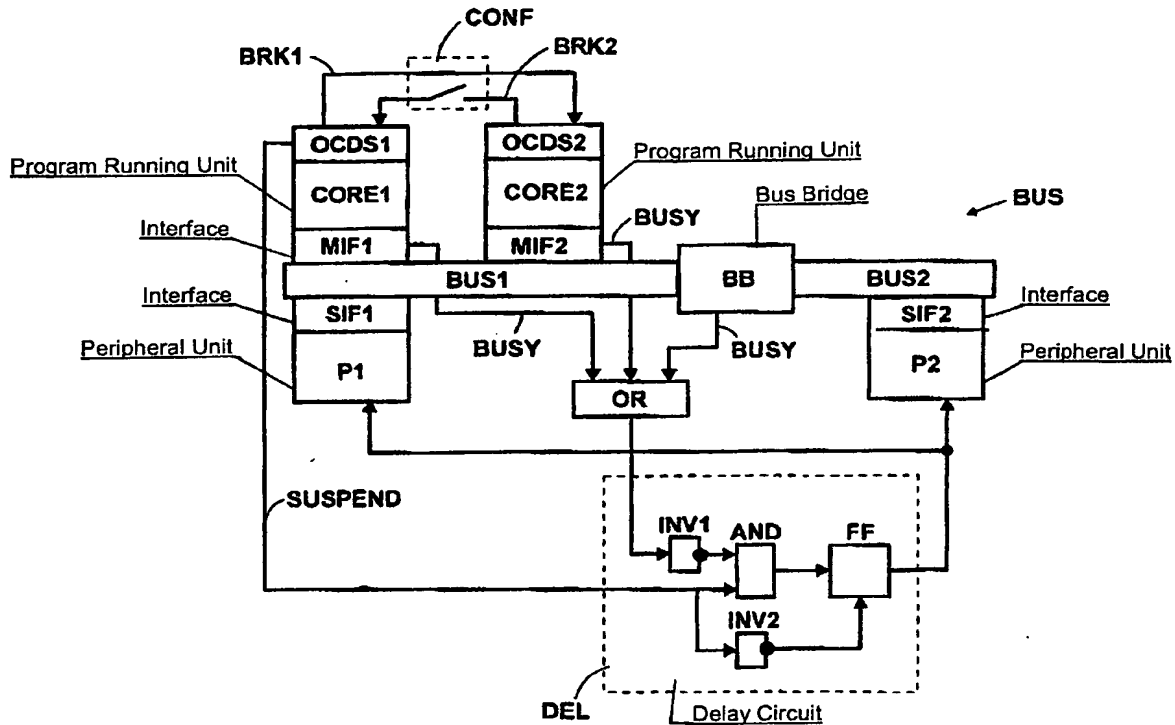 CONF
BRK1
BRK2
OCDS1
OCDS2
Program Running Unit
Program Running Unit
CORE1
CORE2
Bus Bridge
BUS
Interface
BUSY
MIF1
MIF2
BUS1
BB
BUS2
Interface
SIF1
SIF2
Interface
BUSY
BUSY
Peripheral Unit
P1
P2
Peripheral Unit
OR
SUSPEND
INV1
AND
FF
INV2
DEL
Delay Circuit